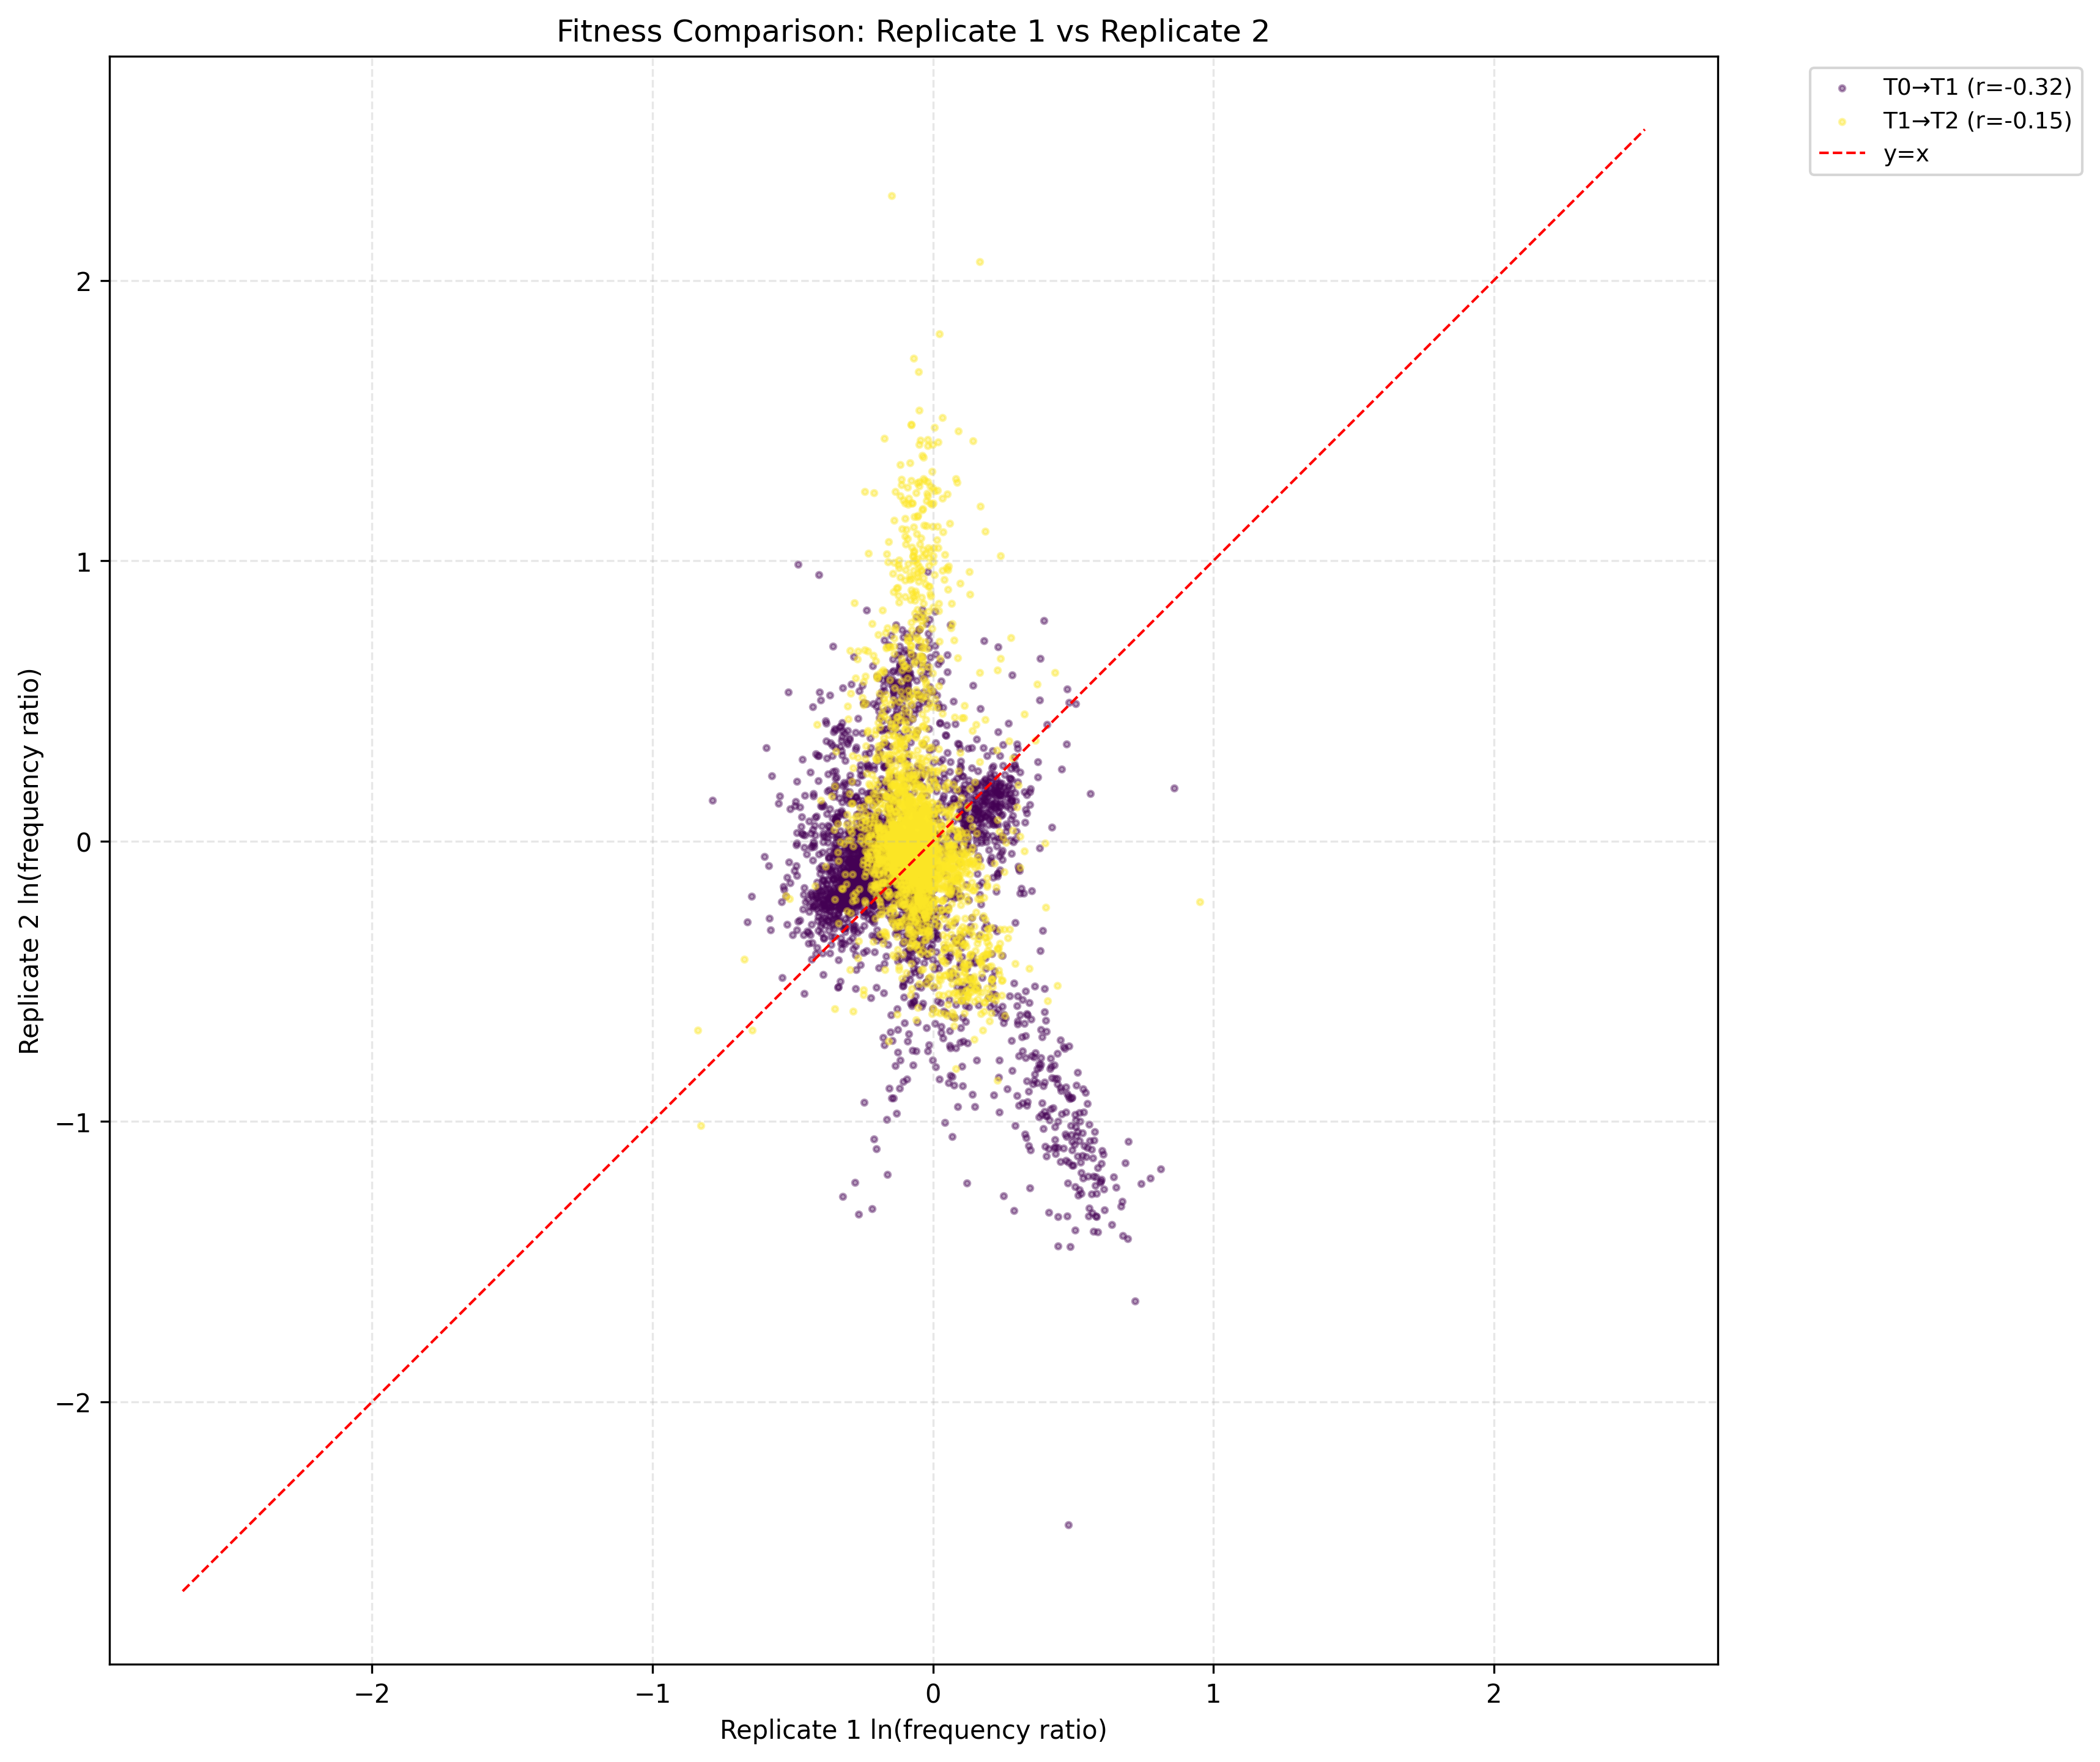 Fitness Comparison: Replicate 1 vs Replicate 2
T0→T1 (r=-0.32)
T1→T2 (r=-0.15)
y=x
Replicate 2 ln(frequency ratio)
2
1
0
−1
−2
−2 −1 0 1 2
Replicate 1 ln(frequency ratio)